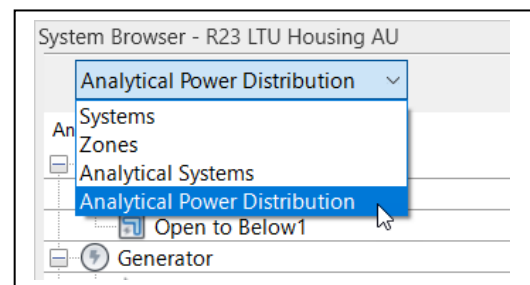 System Browser - R23 LTU Housing AU
Analytical Power Distribution
Systems
An
Zones
Analytical Systems
Analytical Power Distribution
Open to Below1
Generator